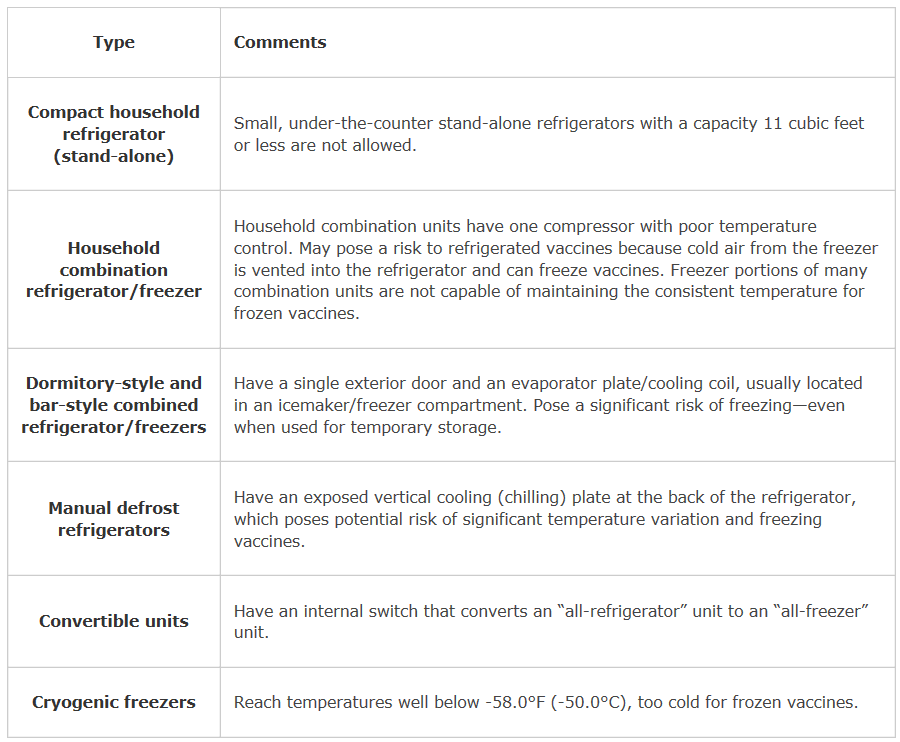 Type
Comments
Compact household
refrigerator
(stand-alone)
Small, under-the-counter stand-alone refrigerators with a capacity 11 cubic feet
or less are not allowed.
Household
combination
refrigerator/freezer
Household combination units have one compressor with poor temperature
control. May pose a risk to refrigerated vaccines because cold air from the freezer
is vented into the refrigerator and can freeze vaccines. Freezer portions of many
combination units are not capable of maintaining the consistent temperature for
frozen vaccines.
Dormitory-style and
bar-style combined
refrigerator/freezers
Have a single exterior door and an evaporator plate/cooling coil, usually located
in an icemaker/freezer compartment. Pose a significant risk of freezing—even
when used for temporary storage.
Manual defrost
refrigerators
Have an exposed vertical cooling (chilling) plate at the back of the refrigerator,
which poses potential risk of significant temperature variation and freezing
vaccines.
Convertible units
Have an internal switch that converts an “all-refrigerator” unit to an “all-freezer”
unit.
Cryogenic freezers
Reach temperatures well below -58.0°F (-50.0°C), too cold for frozen vaccines.